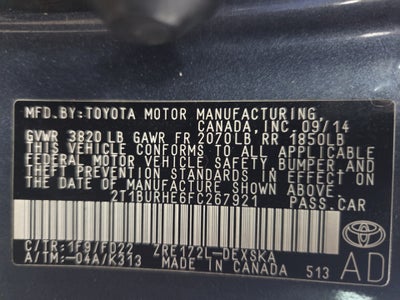 MFD.BY:TOYOTA MOTOR MANUFACTURING,
CANADA, INC. 09/14
GVWR 3820 LB GAWR FR 2070LB RR 1850LB
THIS VEHICLE CONFORMS TO ALL APPLICABLE
FEDERAL MOTOR VEHICLE SAFETY, BUMPER, AND
THEFT PREVENTION STANDARDS IN EFFECT ON
THE DATE OF MANUFACTURE SHOWN ABOVE.
2T1BURHE6FC267921 PASS.CAR
C/TR:1F9/FD22 ZRE172L-DEXSKA
A/TM:-04A/K313 MADE IN CANADA 513
AD